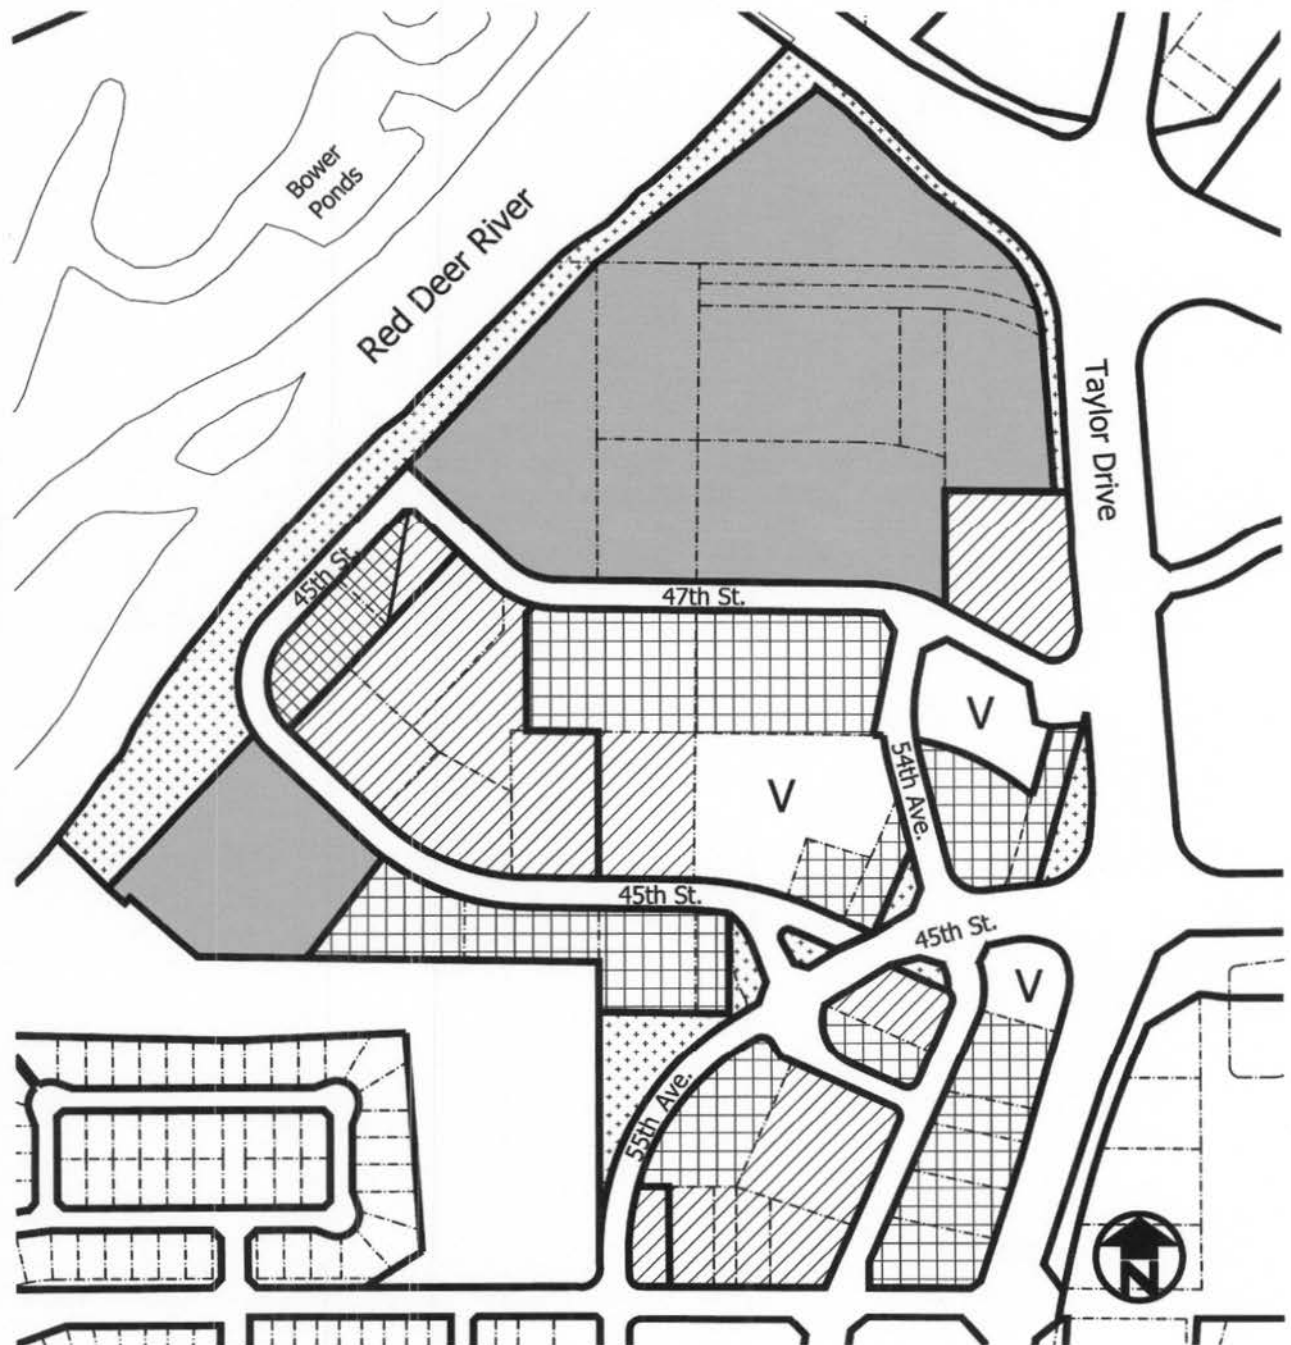 Bower
Ponds
Red Deer River
Taylor Drive
45th St.
47th St.
V
V
54th Ave.
45th St.
45th St.
V
55th Ave.
N